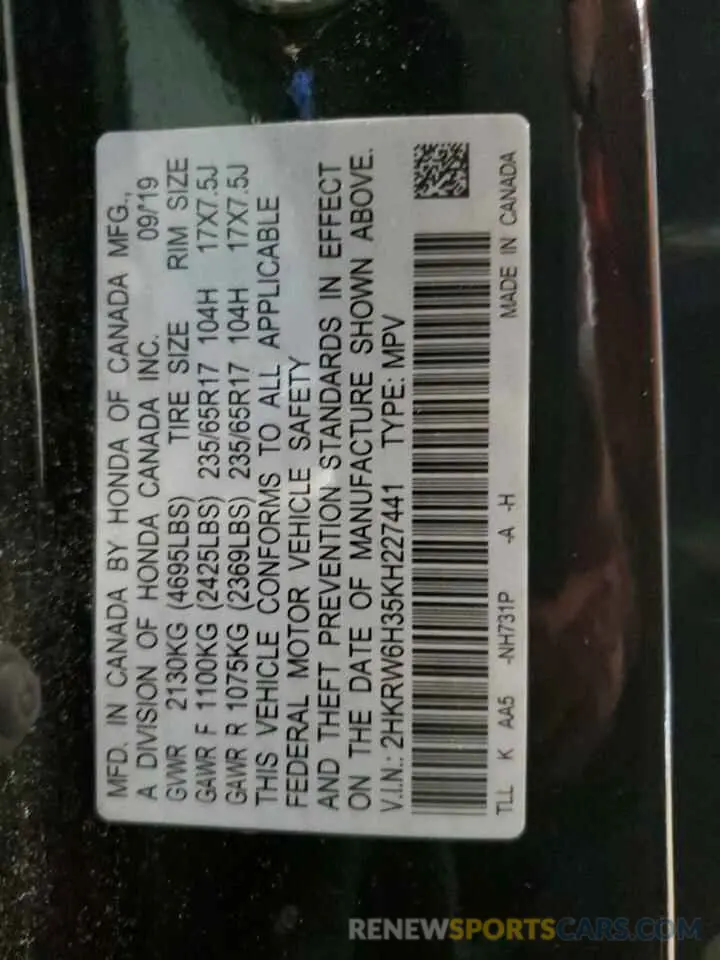 MFD. IN CANADA BY HONDA OF CANADA MFG.,
A DIVISION OF HONDA CANADA INC. 09/19
GVWR 2130KG (4695LBS) TIRE SIZE RIM SIZE
GAWR F 1100KG (2425LBS) 235/65R17 104H 17X7.5J
GAWR R 1075KG (2369LBS) 235/65R17 104H 17X7.5J
THIS VEHICLE CONFORMS TO ALL APPLICABLE
FEDERAL MOTOR VEHICLE SAFETY
AND THEFT PREVENTION STANDARDS IN EFFECT
ON THE DATE OF MANUFACTURE SHOWN ABOVE.
V.I.N.: 2HKRW6H35KH227441 TYPE: MPV
TLL K AA5 -NH731P -A -H MADE IN CANADA
RENEWSPORTSCARS.COM